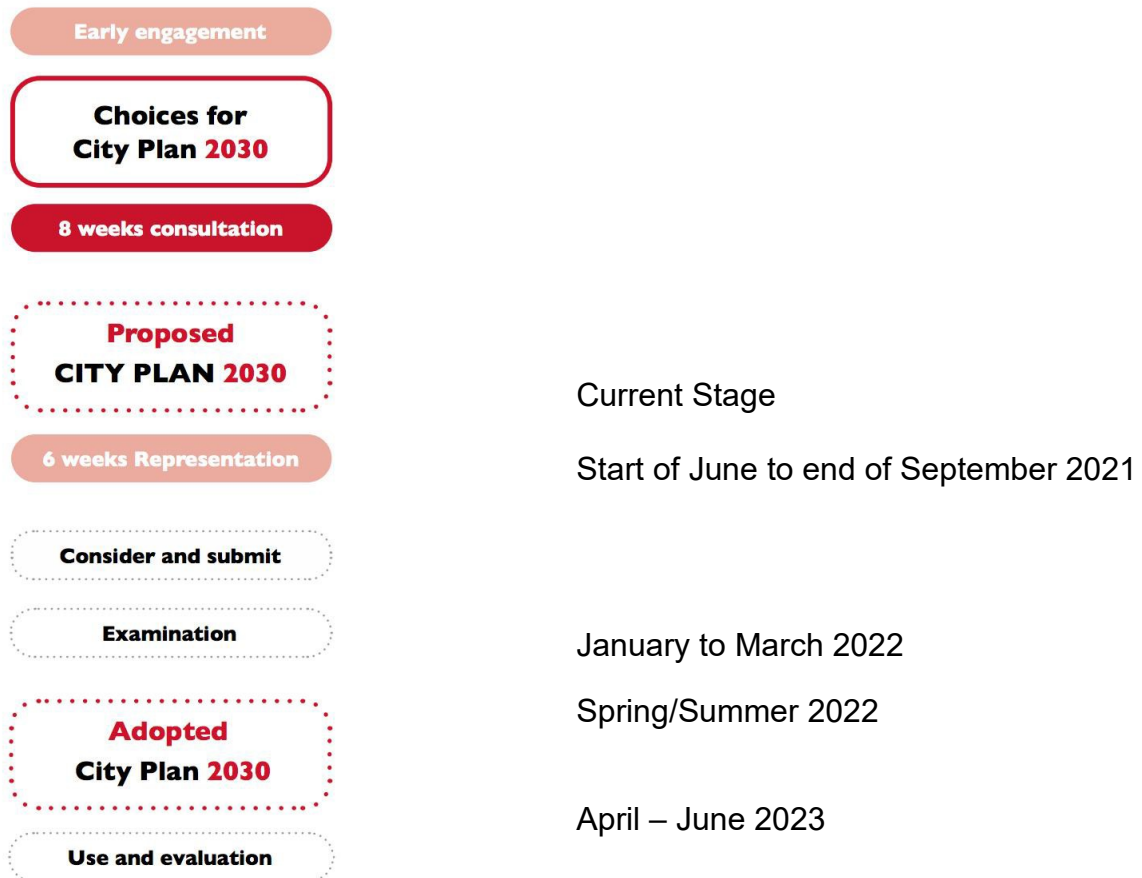 Early engagement
Choices for
City Plan 2030
8 weeks consultation
Proposed
CITY PLAN 2030
Current Stage
6 weeks Representation
Start of June to end of September 2021
Consider and submit
Examination
January to March 2022
Spring/Summer 2022
Adopted
City Plan 2030
April – June 2023
Use and evaluation